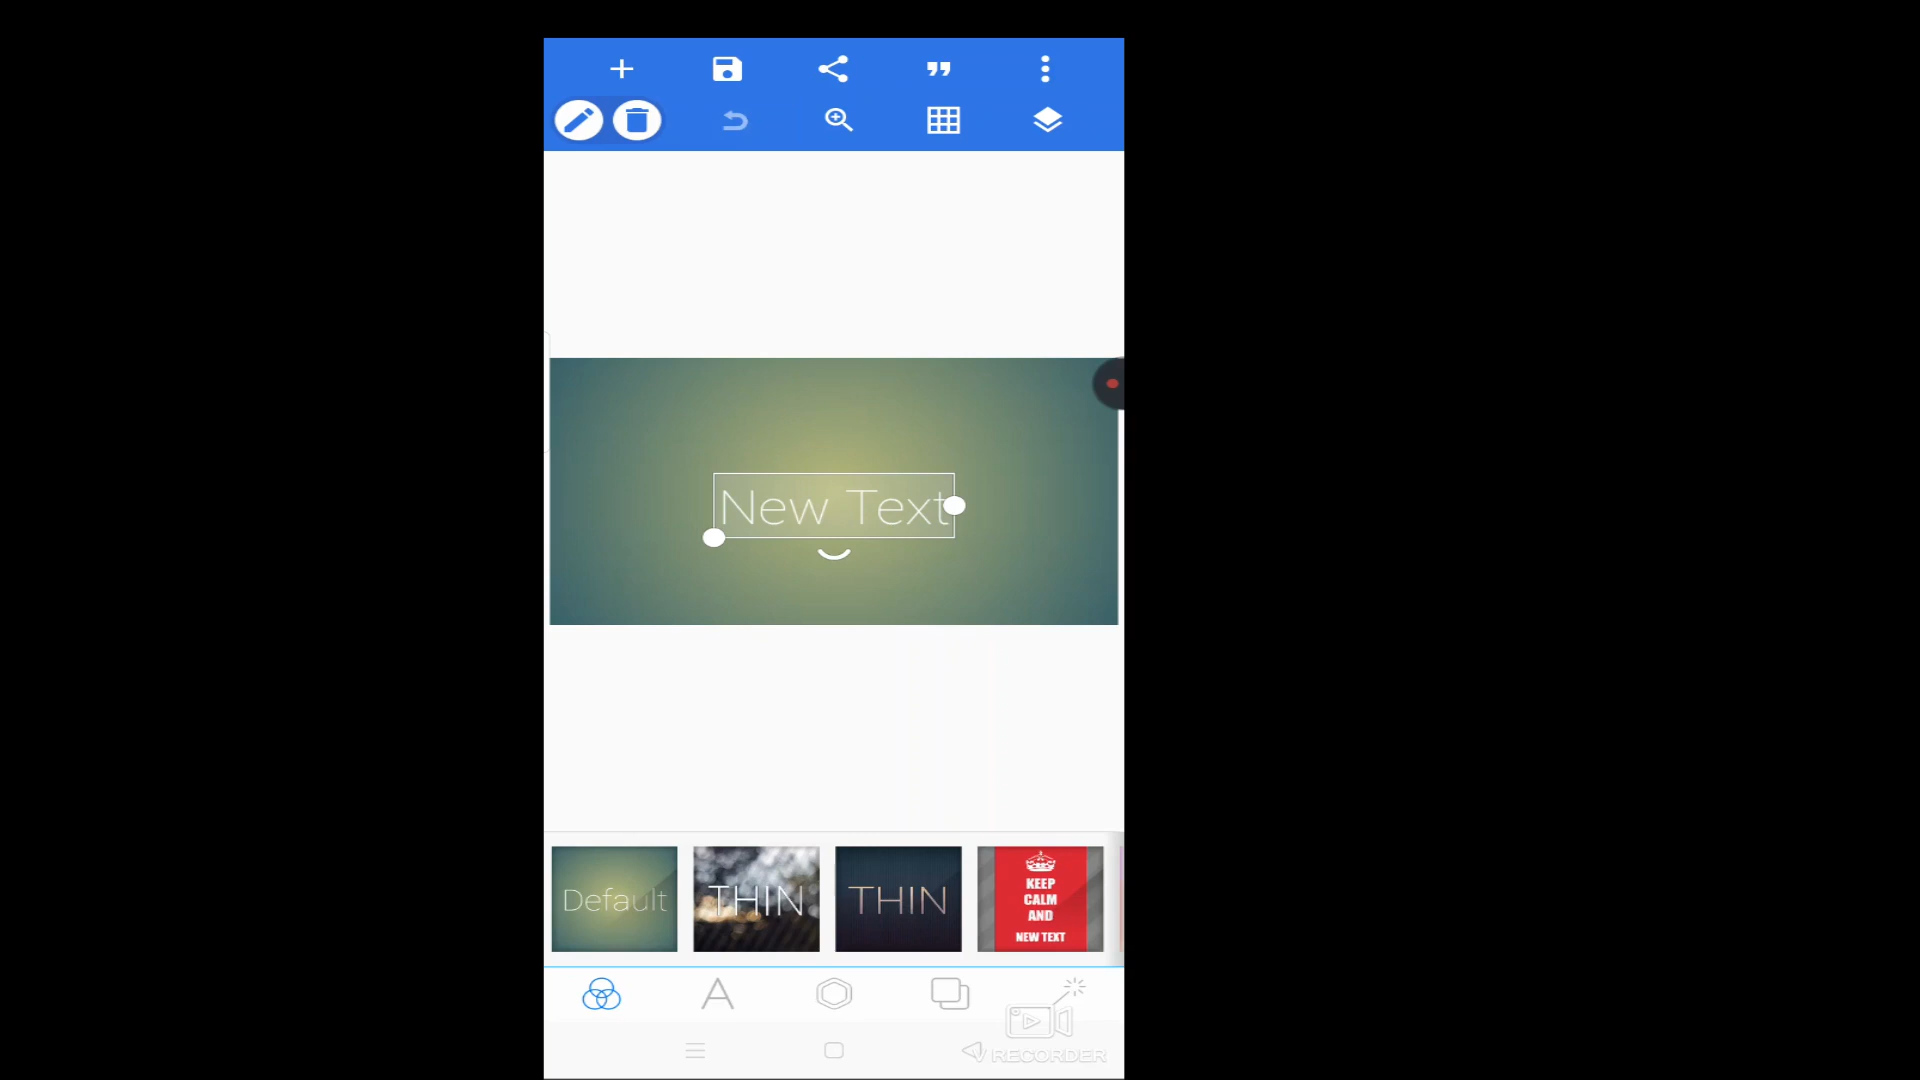 New Text
Default
THIN
THIN
KEEP
CALM
AND
NEW TEXT
V RECORDER